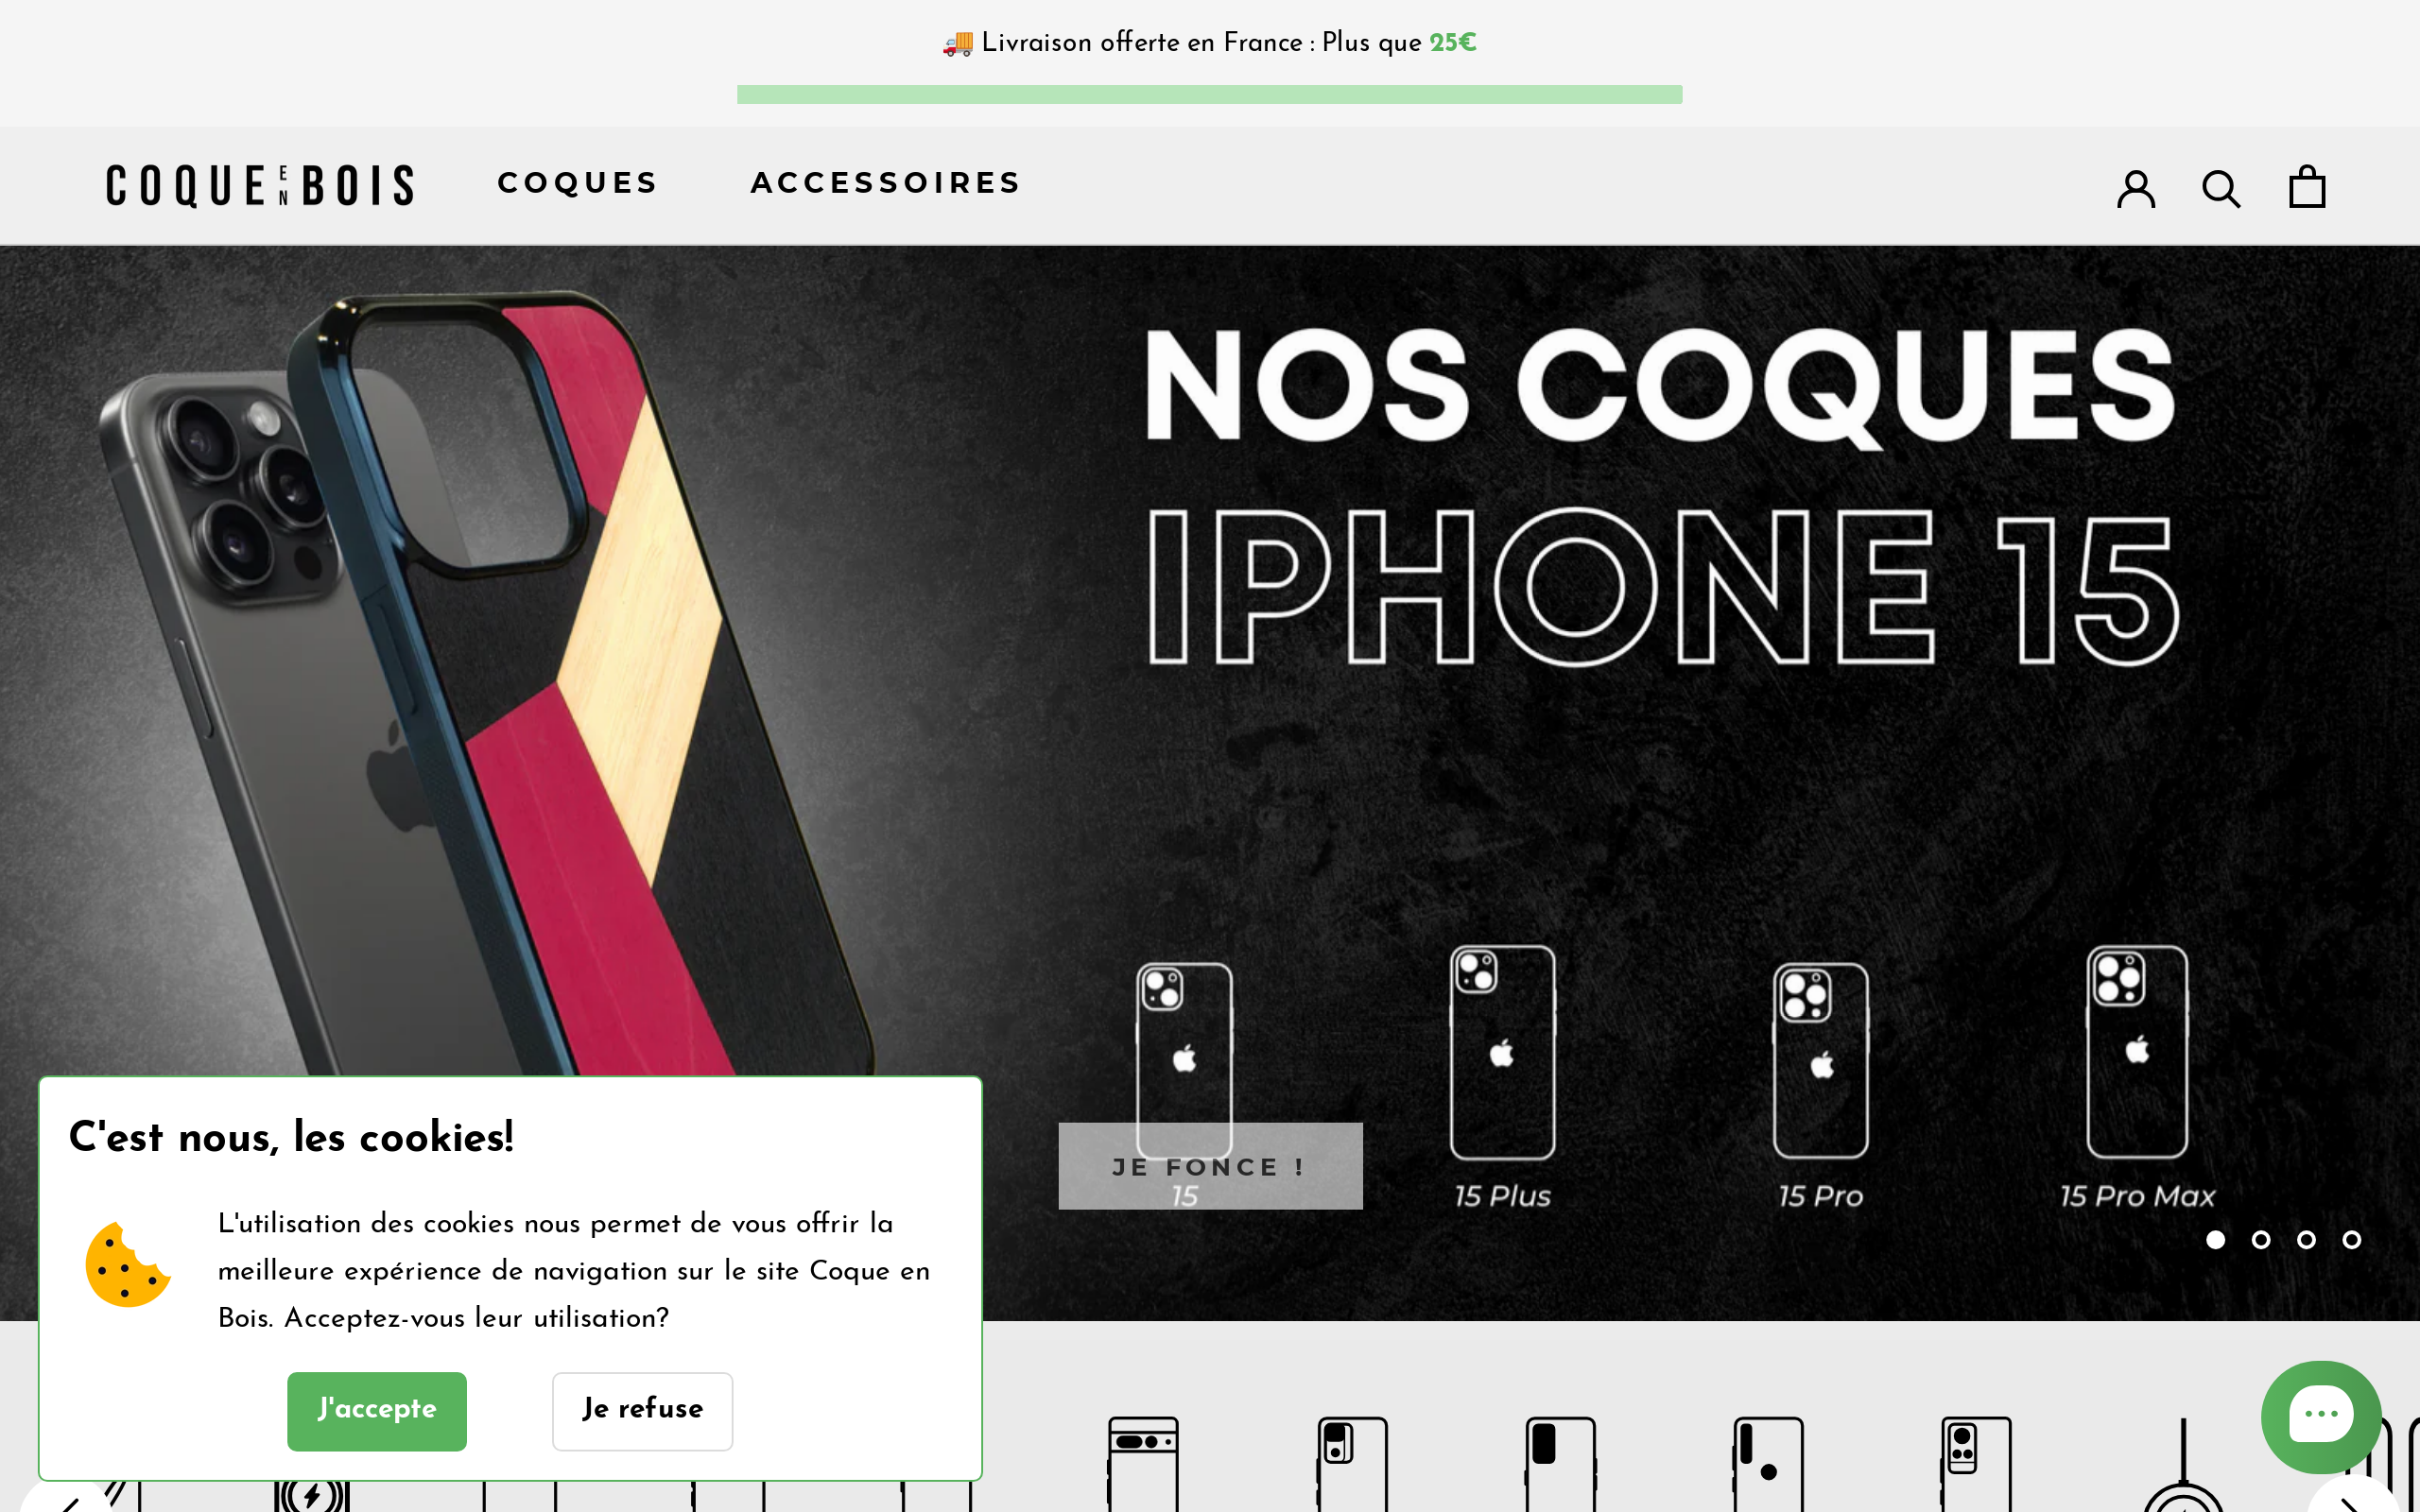 🚚 Livraison offerte en France : Plus que 25€
COQUE EN BOIS
COQUES
ACCESSOIRES
NOS COQUES
IPHONE 15
JE FONCE !
15
15 Plus
15 Pro
15 Pro Max
C'est nous, les cookies!
L'utilisation des cookies nous permet de vous offrir la
meilleure expérience de navigation sur le site Coque en
Bois. Acceptez-vous leur utilisation?
J'accepte
Je refuse